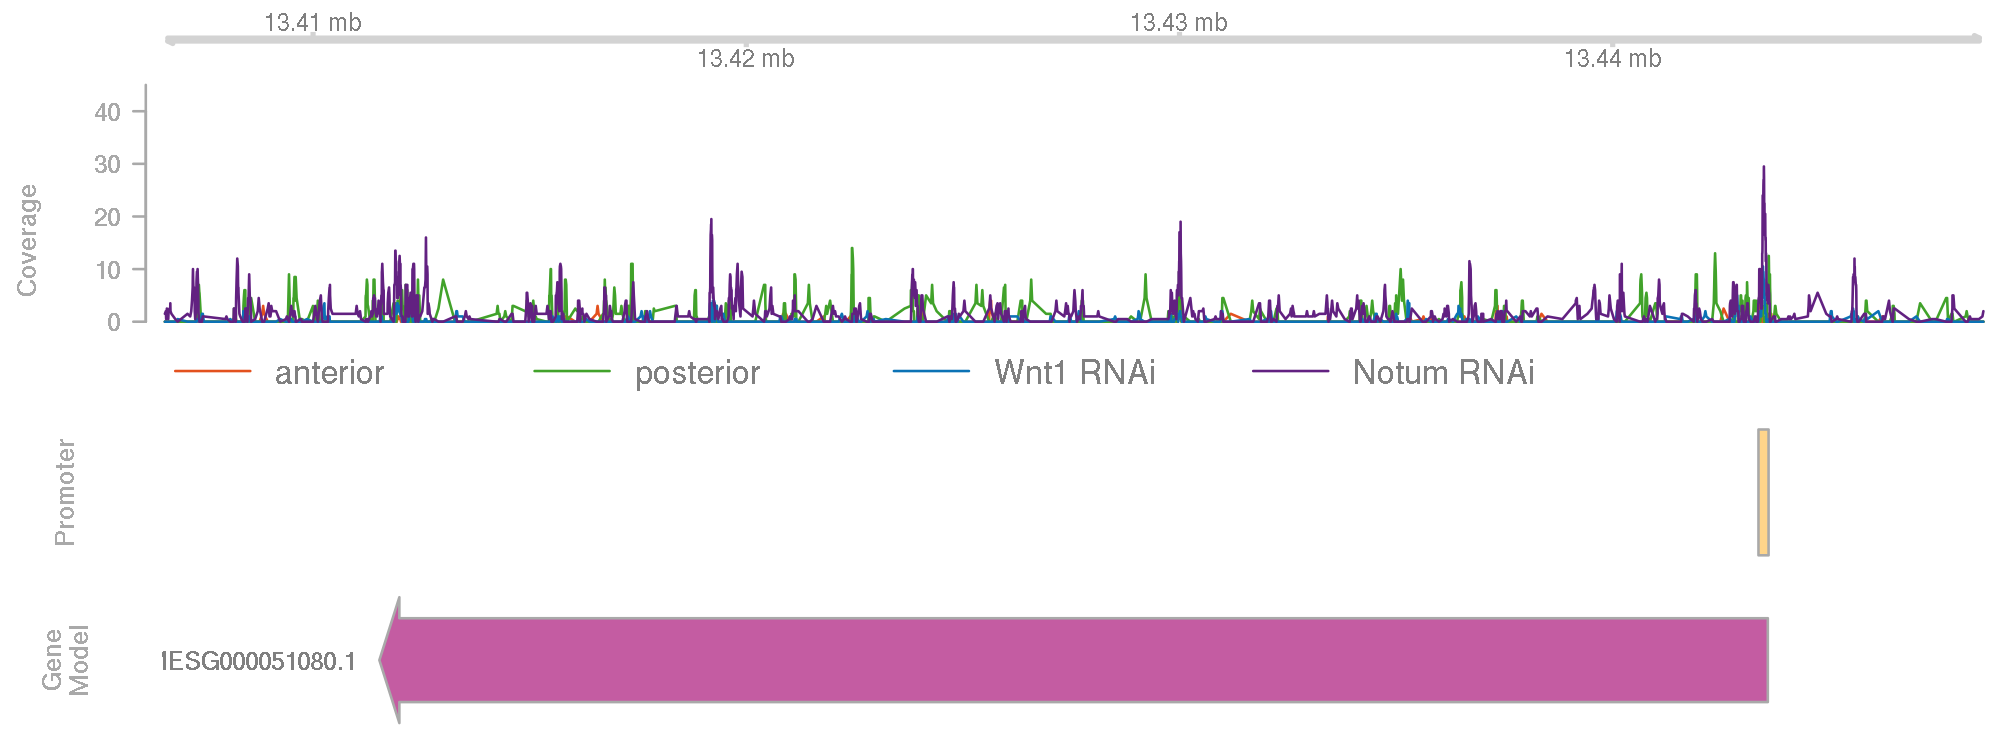 13.41 mb
13.43 mb
13.42 mb
13.44 mb
Coverage
40
30
20
10
0
anterior
posterior
Wnt1 RNAi
Notum RNAi
Promoter
Gene
Model
1ESG000051080.1